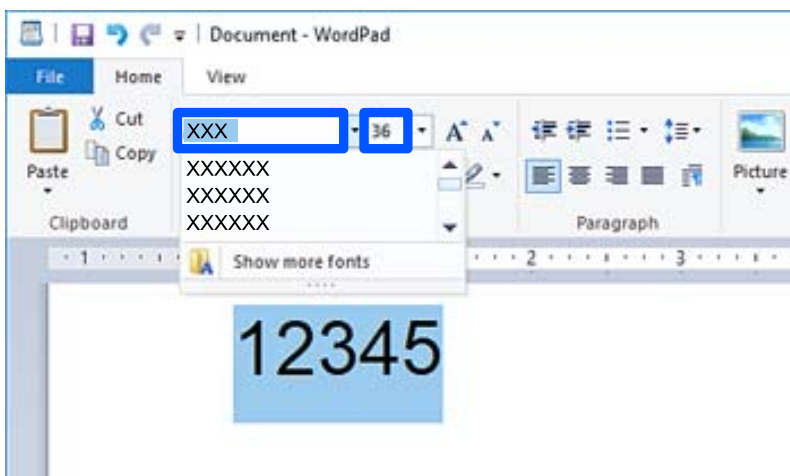 Document - WordPad
File Home View
Paste
Cut
Copy
Clipboard
XXX 36 A A
XXXXXX
XXXXXX
XXXXXX
Show more fonts
Paragraph
Picture
1 2 3
12345